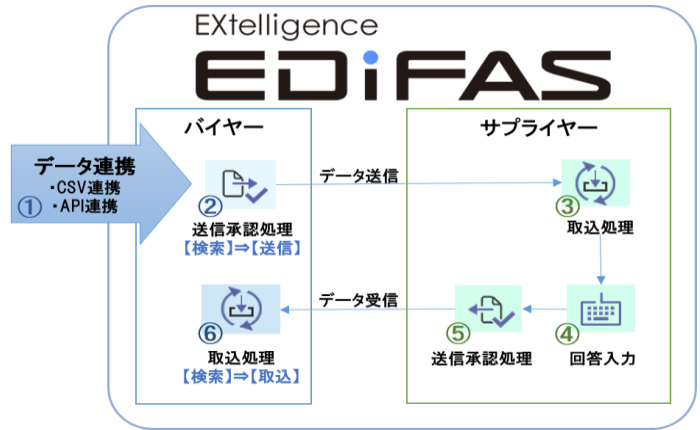 EXtelligence
EDiFAS
バイヤー
サプライヤー
データ連携
・CSV連携
① ・API連携
②
送信承認処理
【検索】⇒【送信】
データ送信
③
取込処理
データ受信
⑥
取込処理
【検索】⇒【取込】
⑤
送信承認処理
④
回答入力